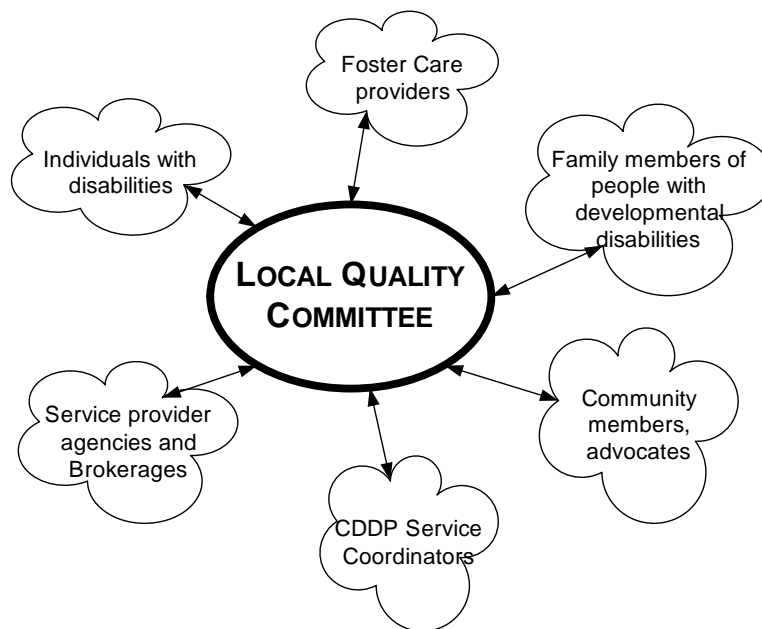 Foster Care
providers
Individuals with
disabilities
Family members of
people with
developmental
disabilities
LOCAL QUALITY
COMMITTEE
Service provider
agencies and
Brokerages
Community
members,
advocates
CDDP Service
Coordinators